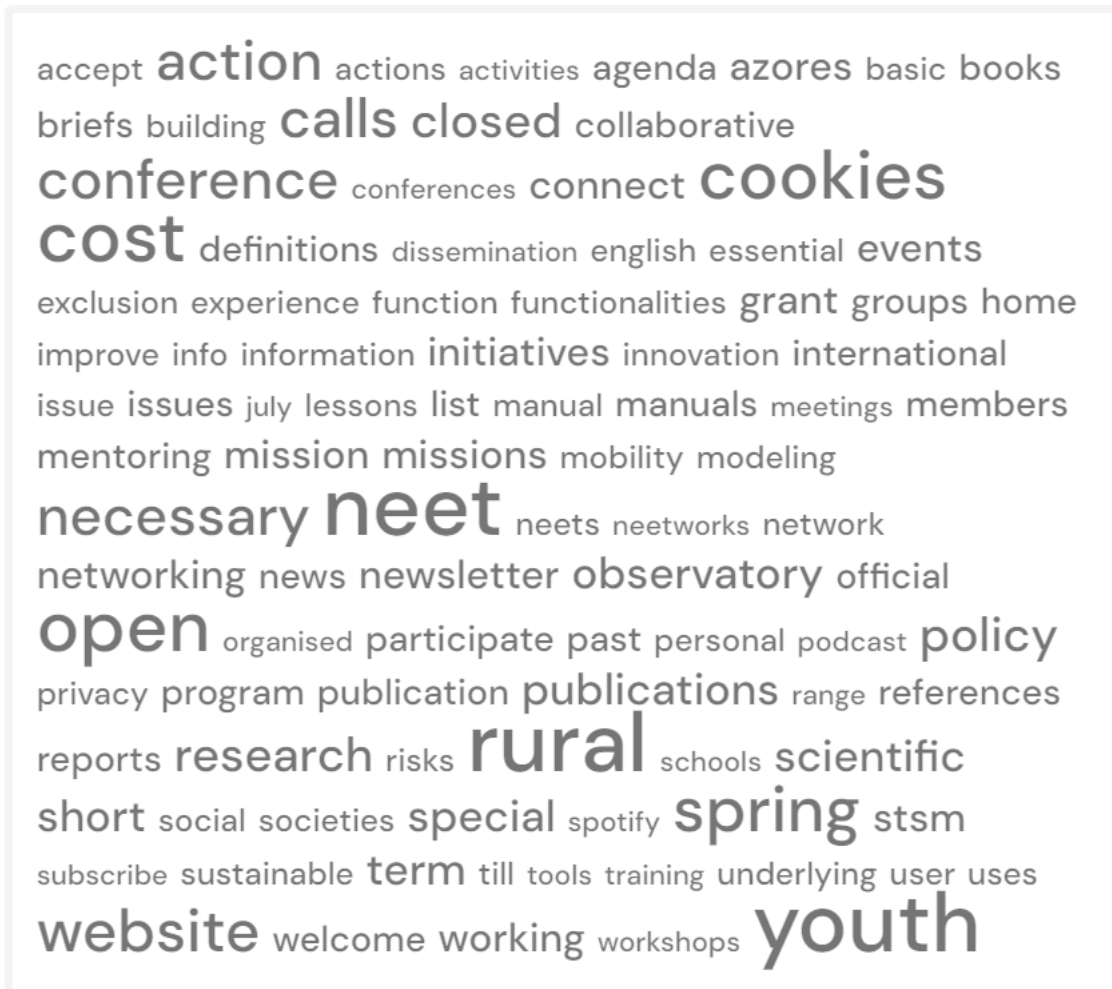 accept action actions activities agenda azores basic books
briefs building calls closed collaborative
conference conferences connect cookies
cost definitions dissemination english essential events
exclusion experience function functionalities grant groups home
improve info information initiatives innovation international
issue issues july lessons list manual manuals meetings members
mentoring mission missions mobility modeling
necessary neet neets neetworks network
networking news newsletter observatory official
open organised participate past personal podcast policy
privacy program publication publications range references
reports research risks rural schools scientific
short social societies special spotify spring stsm
subscribe sustainable term till tools training underlying user uses
website welcome working workshops youth